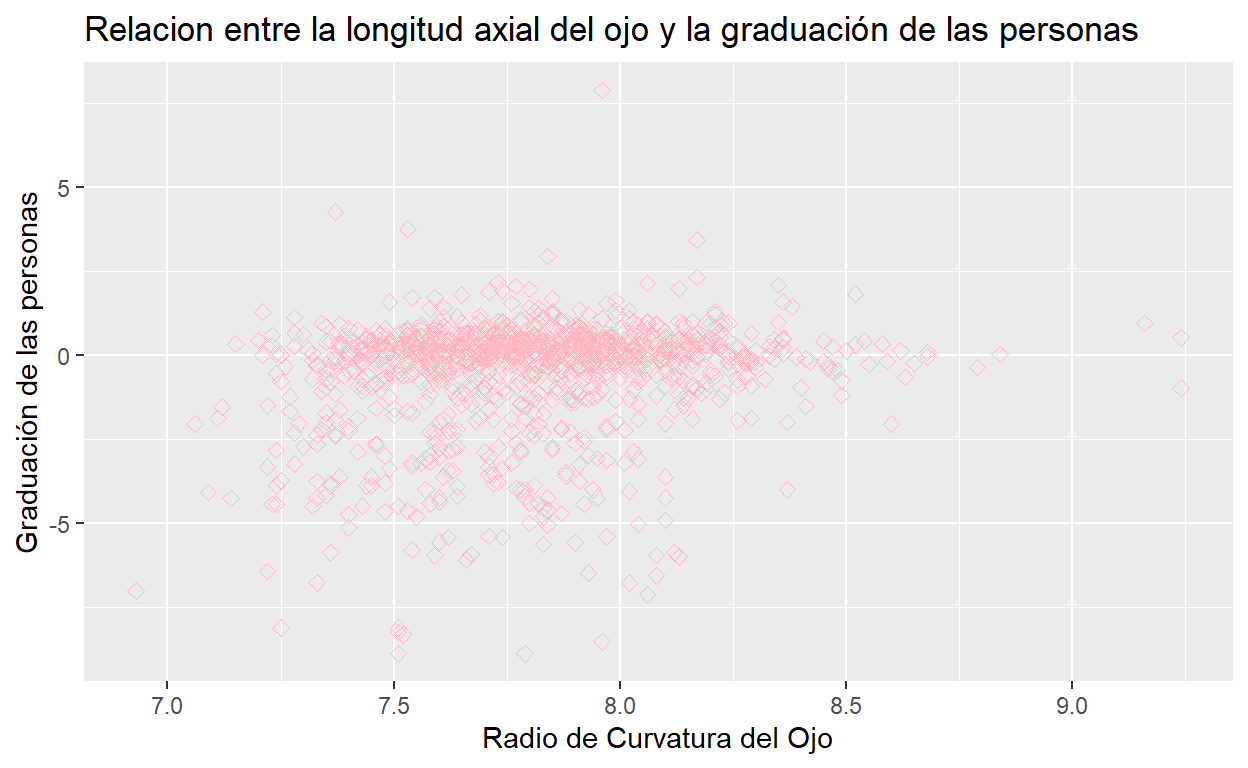 Relacion entre la longitud axial del ojo y la graduación de las personas
Graduación de las personas
5
0
-5
7.0 7.5 8.0 8.5 9.0
Radio de Curvatura del Ojo